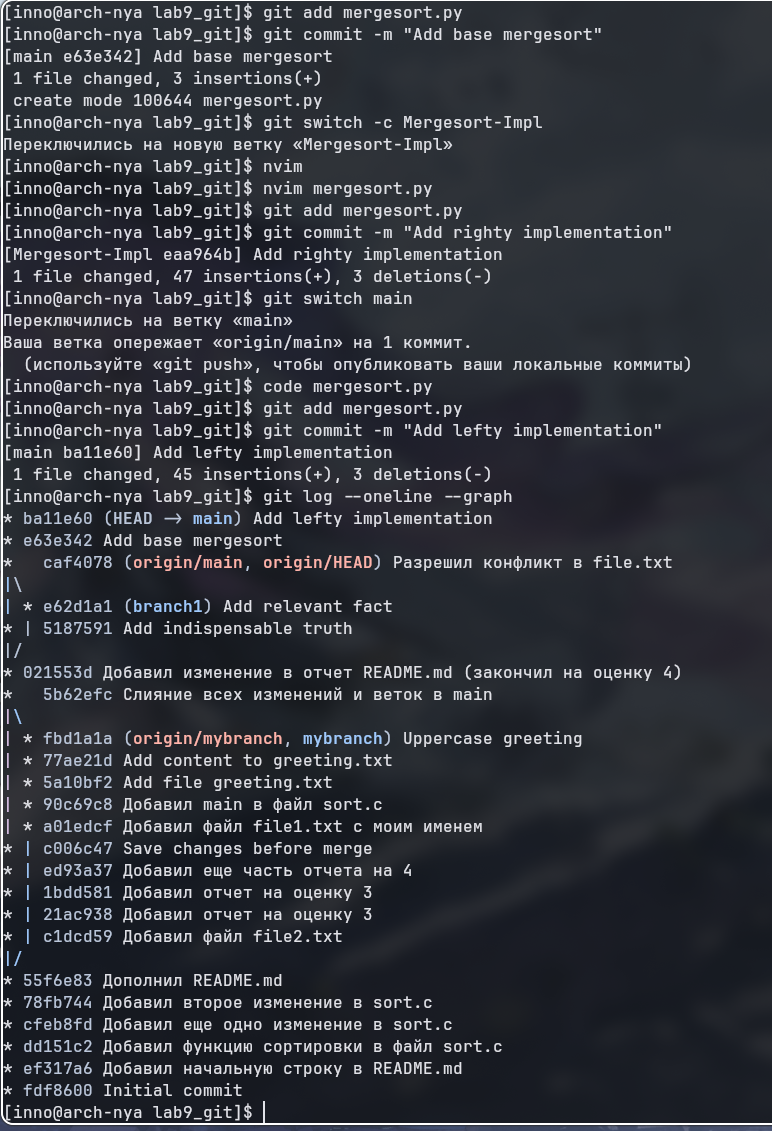 [inno@arch-nya lab9_git]$ git add mergesort.py
[inno@arch-nya lab9_git]$ git commit -m "Add base mergesort"
[main e63e342] Add base mergesort
 1 file changed, 3 insertions(+)
 create mode 100644 mergesort.py
[inno@arch-nya lab9_git]$ git switch -c Mergesort-Impl
Переключились на новую ветку «Mergesort-Impl»
[inno@arch-nya lab9_git]$ nvim
[inno@arch-nya lab9_git]$ nvim mergesort.py
[inno@arch-nya lab9_git]$ git add mergesort.py
[inno@arch-nya lab9_git]$ git commit -m "Add righty implementation"
[Mergesort-Impl eaa964b] Add righty implementation
 1 file changed, 47 insertions(+), 3 deletions(-)
[inno@arch-nya lab9_git]$ git switch main
Переключились на ветку «main»
Ваша ветка опережает «origin/main» на 1 коммит.
  (используйте «git push», чтобы опубликовать ваши локальные коммиты)
[inno@arch-nya lab9_git]$ code mergesort.py
[inno@arch-nya lab9_git]$ git add mergesort.py
[inno@arch-nya lab9_git]$ git commit -m "Add lefty implementation"
[main ba11e60] Add lefty implementation
 1 file changed, 45 insertions(+), 3 deletions(-)
[inno@arch-nya lab9_git]$ git log --oneline --graph
* ba11e60 (HEAD -> main) Add lefty implementation
* e63e342 Add base mergesort
*   caf4078 (origin/main, origin/HEAD) Разрешил конфликт в file.txt
|\
| * e62d1a1 (branch1) Add relevant fact
* | 5187591 Add indispensable truth
|/
* 021553d Добавил изменение в отчет README.md (закончил на оценку 4)
*   5b62efc Слияние всех изменений и веток в main
|\
| * fbd1a1a (origin/mybranch, mybranch) Uppercase greeting
| * 77ae21d Add content to greeting.txt
| * 5a10bf2 Add file greeting.txt
| * 90c69c8 Добавил main в файл sort.c
| * a01edcf Добавил файл file1.txt с моим именем
* | c006c47 Save changes before merge
* | ed93a37 Добавил еще часть отчета на 4
* | 1bdd581 Добавил отчет на оценку 3
* | 21ac938 Добавил отчет на оценку 3
* | c1dcd59 Добавил файл file2.txt
|/
* 55f6e83 Дополнил README.md
* 78fb744 Добавил второе изменение в sort.c
* cfeb8fd Добавил еще одно изменение в sort.c
* dd151c2 Добавил функцию сортировки в файл sort.c
* ef317a6 Добавил начальную строку в README.md
* fdf8600 Initial commit
[inno@arch-nya lab9_git]$